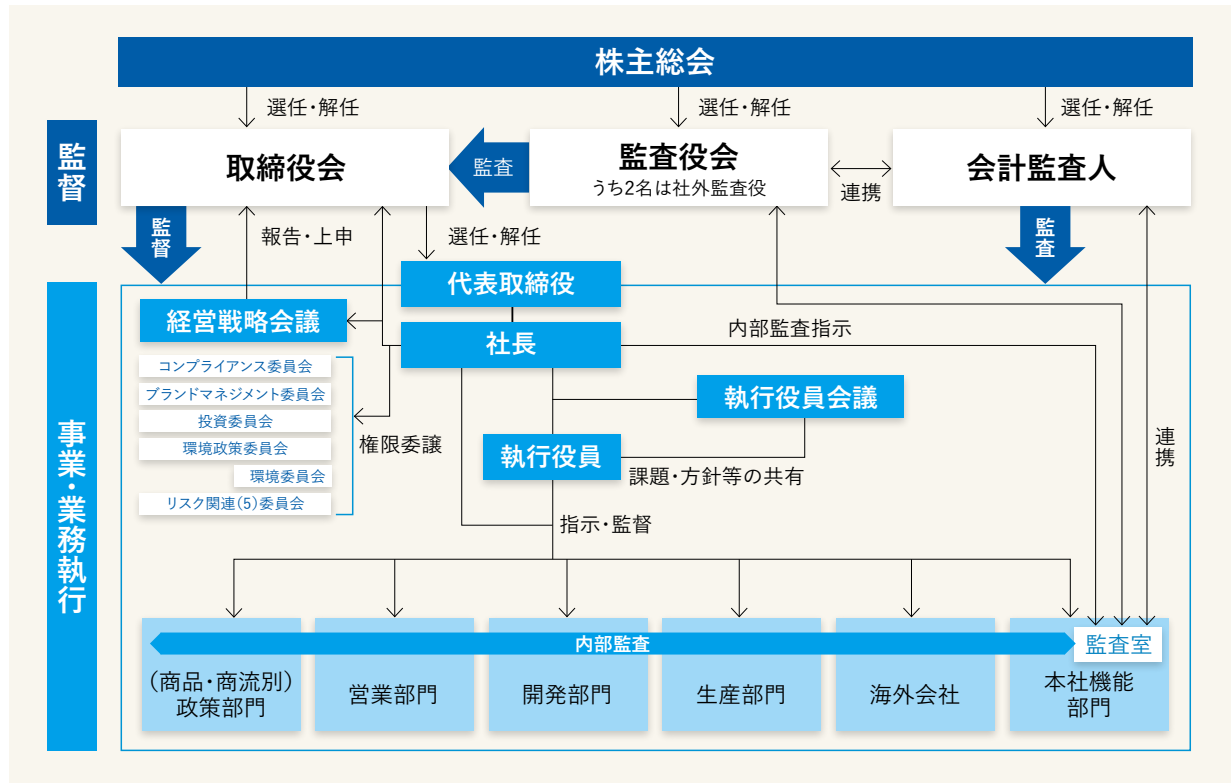 株主総会
選任・解任
選任・解任
選任・解任
監督
取締役会
監査
監査役会
うち2名は社外監査役
連携
会計監査人
監督
報告・上申
選任・解任
監査
事業・業務執行
代表取締役
経営戦略会議
社長
内部監査指示
コンプライアンス委員会
ブランドマネジメント委員会
投資委員会
環境政策委員会
環境委員会
リスク関連(5)委員会
権限委譲
執行役員会議
執行役員
課題・方針等の共有
連携
指示・監督
内部監査
監査室
(商品・商流別)
政策部門
営業部門
開発部門
生産部門
海外会社
本社機能
部門